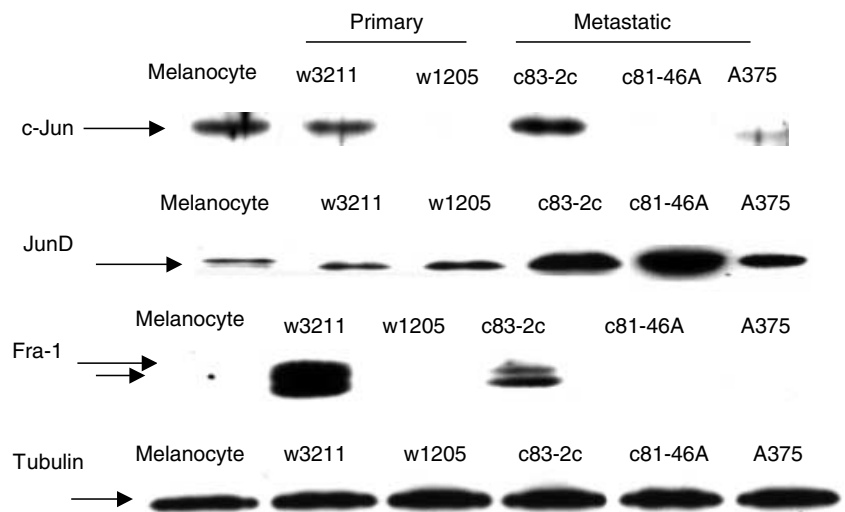 Primary Metastatic
Melanocyte w3211 w1205 c83-2c c81-46A A375
c-Jun
Melanocyte w3211 w1205 c83-2c c81-46A A375
JunD
Melanocyte w3211 w1205 c83-2c c81-46A A375
Fra-1
Melanocyte w3211 w1205 c83-2c c81-46A A375
Tubulin